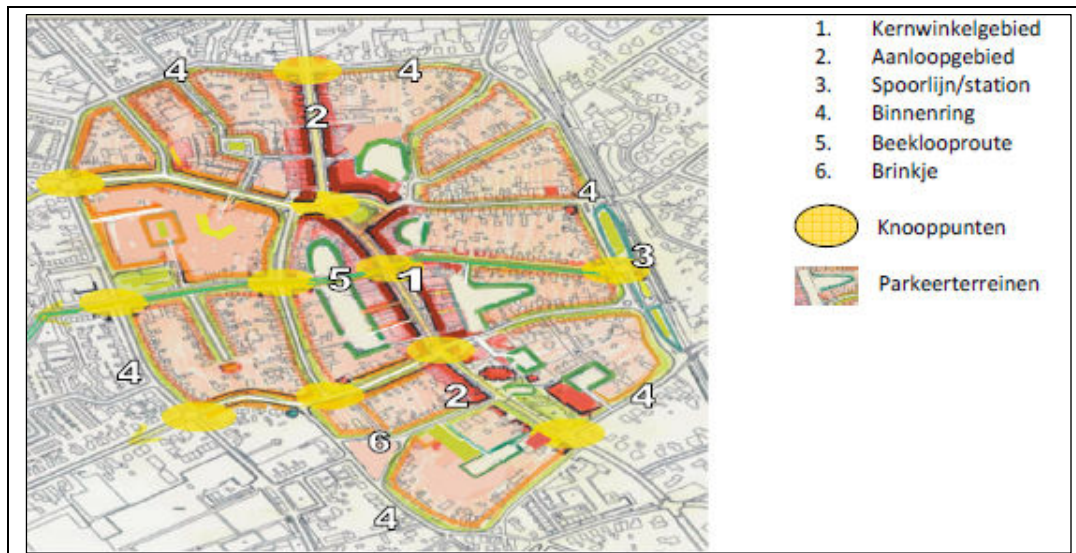 1. Kernwinkelgebied
2. Aanloopgebied
3. Spoorlijn/station
4. Binnenring
5. Beeklooproute
6. Brinkje
Knooppunten
Parkeerterreinen
4
4
2
4
3
5
1
4
2
4
6
4